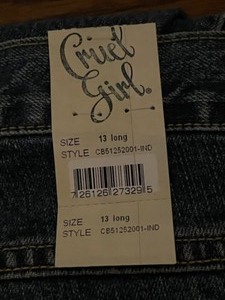 Cruel
Girl®
SIZE 13 long
STYLE CB51252001-IND
7 26126 27329 5
SIZE 13 long
STYLE CB51252001-IND